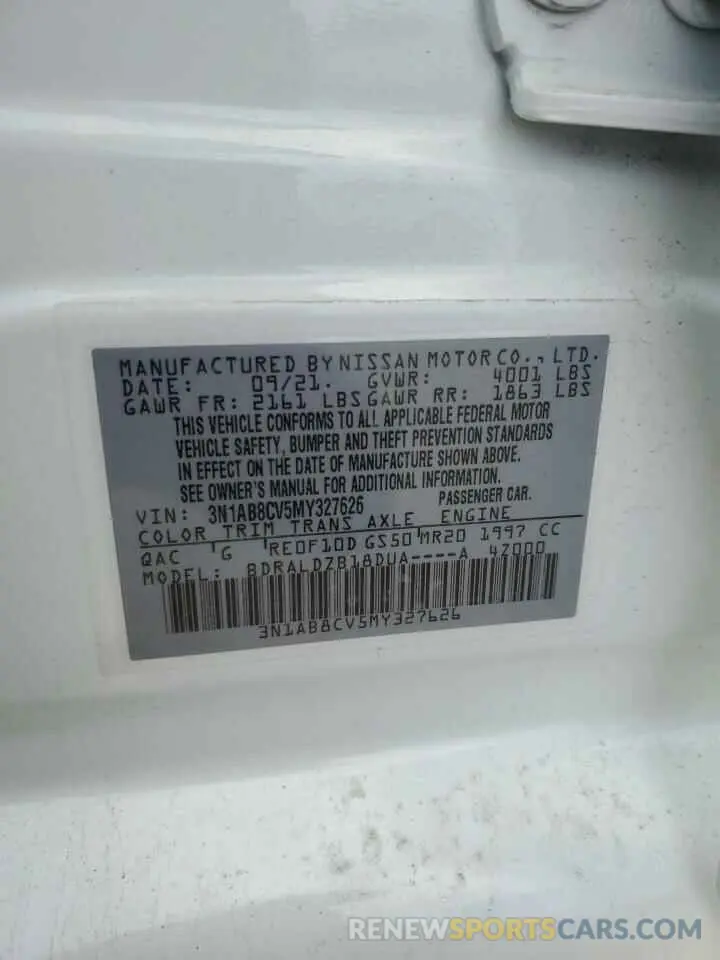 MANUFACTURED BY NISSAN MOTOR CO., LTD.
DATE: 09/21. GVWR: 4001 LBS
GAWR FR: 2161 LBS GAWR RR: 1863 LBS
THIS VEHICLE CONFORMS TO ALL APPLICABLE FEDERAL MOTOR
VEHICLE SAFETY, BUMPER AND THEFT PREVENTION STANDARDS
IN EFFECT ON THE DATE OF MANUFACTURE SHOWN ABOVE.
SEE OWNER'S MANUAL FOR ADDITIONAL INFORMATION.
VIN: 3N1AB8CV5MY327626 PASSENGER CAR.
COLOR TRIM TRANS AXLE ENGINE
QAC G RE0F10D GS50 MR20 1997 CC
MODEL: BDRALDZB18DUA----A 4Z000
3N1AB8CV5MY327626
RENEWSPORTSCARS.COM